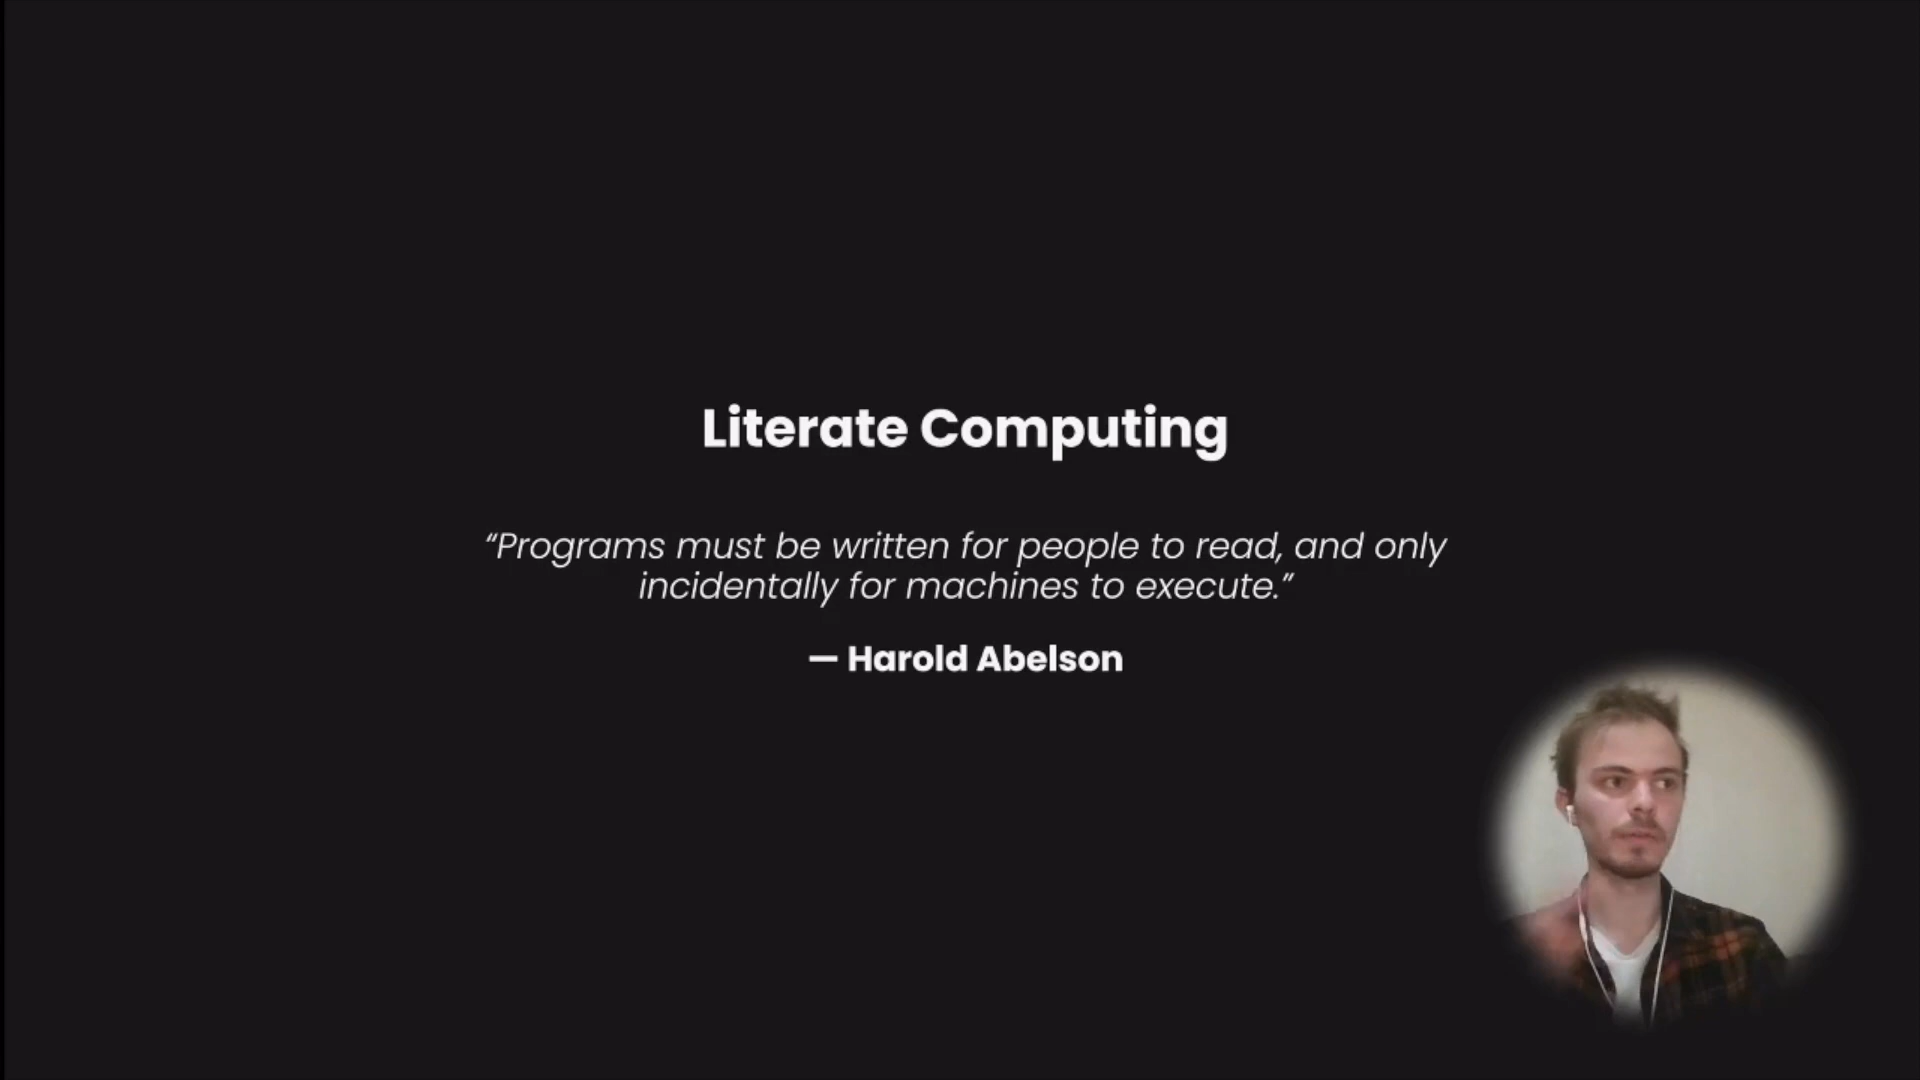 Literate Computing
“Programs must be written for people to read, and only
incidentally for machines to execute.”
— Harold Abelson